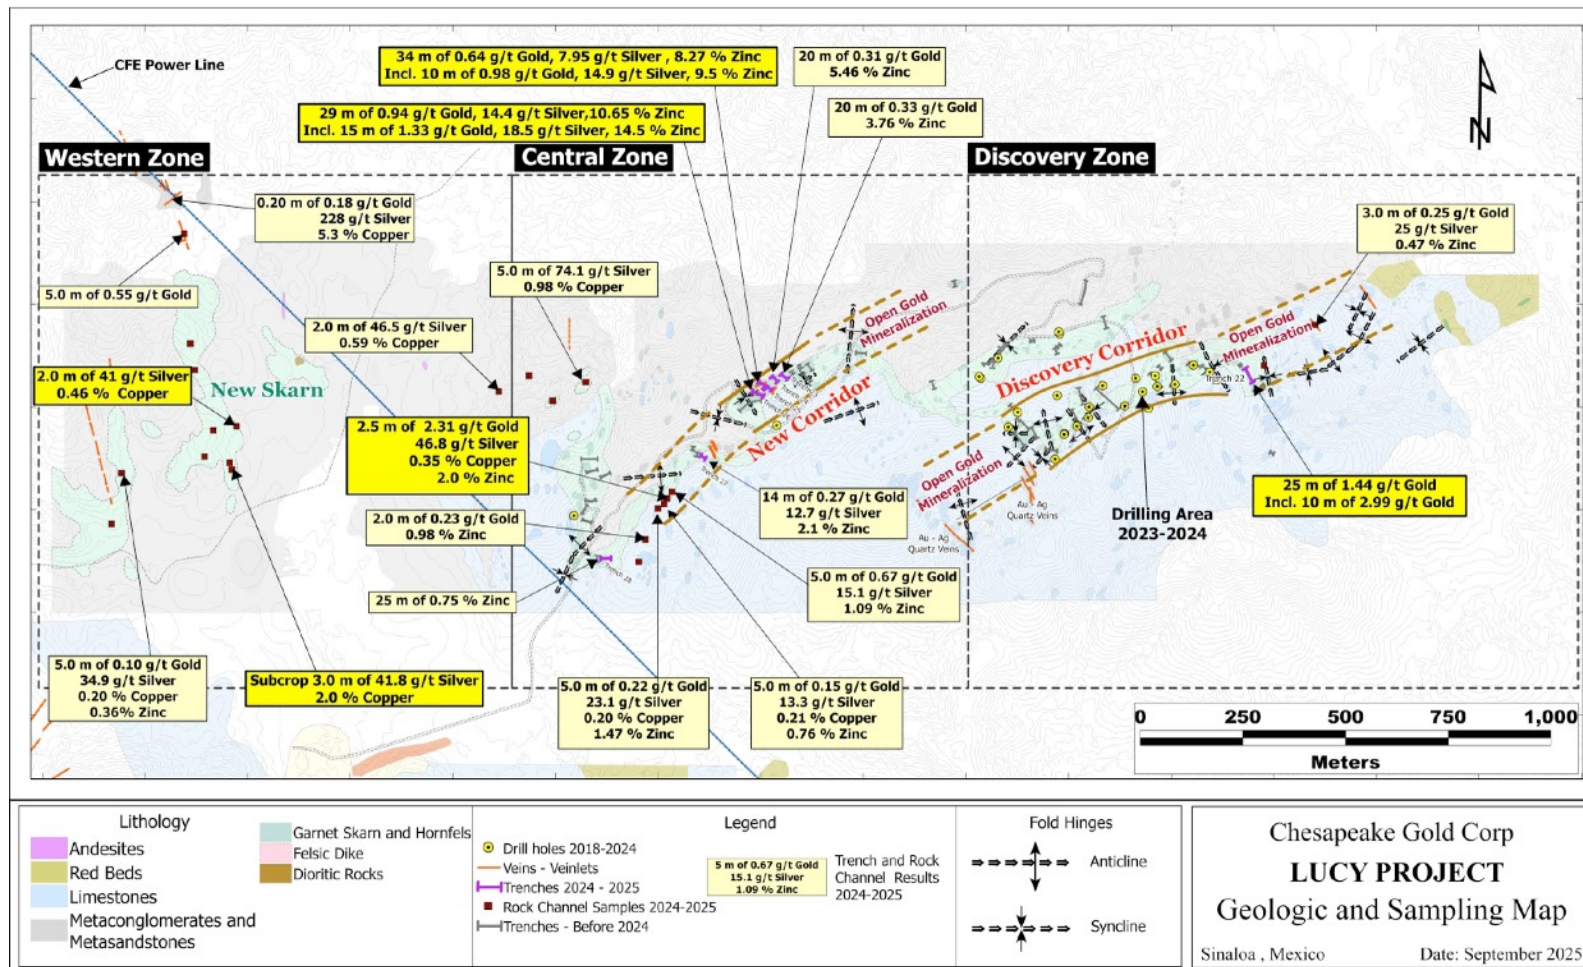 CFE Power Line
34 m of 0.64 g/t Gold, 7.95 g/t Silver , 8.27 % Zinc
Incl. 10 m of 0.98 g/t Gold, 14.9 g/t Silver, 9.5 % Zinc
20 m of 0.31 g/t Gold
5.46 % Zinc
29 m of 0.94 g/t Gold, 14.4 g/t Silver,10.65 % Zinc
Incl. 15 m of 1.33 g/t Gold, 18.5 g/t Silver, 14.5 % Zinc
20 m of 0.33 g/t Gold
3.76 % Zinc
N
Western Zone
Central Zone
Discovery Zone
0.20 m of 0.18 g/t Gold
228 g/t Silver
5.3 % Copper
3.0 m of 0.25 g/t Gold
25 g/t Silver
0.47 % Zinc
5.0 m of 0.55 g/t Gold
5.0 m of 74.1 g/t Silver
0.98 % Copper
2.0 m of 46.5 g/t Silver
0.59 % Copper
Open Gold
Mineralization
Open Gold
Mineralization
Discovery Corridor
Trench 22
2.0 m of 41 g/t Silver
0.46 % Copper
New Skarn
New Corridor
2.5 m of 2.31 g/t Gold
46.8 g/t Silver
0.35 % Copper
2.0 % Zinc
Trench 27
Open Gold
Mineralization
14 m of 0.27 g/t Gold
12.7 g/t Silver
2.1 % Zinc
25 m of 1.44 g/t Gold
Incl. 10 m of 2.99 g/t Gold
Au - Ag
Quartz Veins
Drilling Area
2023-2024
Au - Ag
Quartz Veins
2.0 m of 0.23 g/t Gold
0.98 % Zinc
Trench 28
25 m of 0.75 % Zinc
5.0 m of 0.67 g/t Gold
15.1 g/t Silver
1.09 % Zinc
5.0 m of 0.10 g/t Gold
34.9 g/t Silver
0.20 % Copper
0.36% Zinc
Subcrop 3.0 m of 41.8 g/t Silver
2.0 % Copper
5.0 m of 0.22 g/t Gold
23.1 g/t Silver
0.20 % Copper
1.47 % Zinc
5.0 m of 0.15 g/t Gold
13.3 g/t Silver
0.21 % Copper
0.76 % Zinc
0 250 500 750 1,000
Meters
Lithology
Andesites
Red Beds
Limestones
Metaconglomerates and
Metasandstones
Garnet Skarn and Hornfels
Felsic Dike
Dioritic Rocks
Legend
Drill holes 2018-2024
Veins - Veinlets
Trenches 2024 - 2025
Rock Channel Samples 2024-2025
Trenches - Before 2024
5 m of 0.67 g/t Gold
15.1 g/t Silver
1.09 % Zinc
Trench and Rock
Channel Results
2024-2025
Fold Hinges
Anticline
Syncline
Chesapeake Gold Corp
LUCY PROJECT
Geologic and Sampling Map
Sinaloa , Mexico Date: September 2025